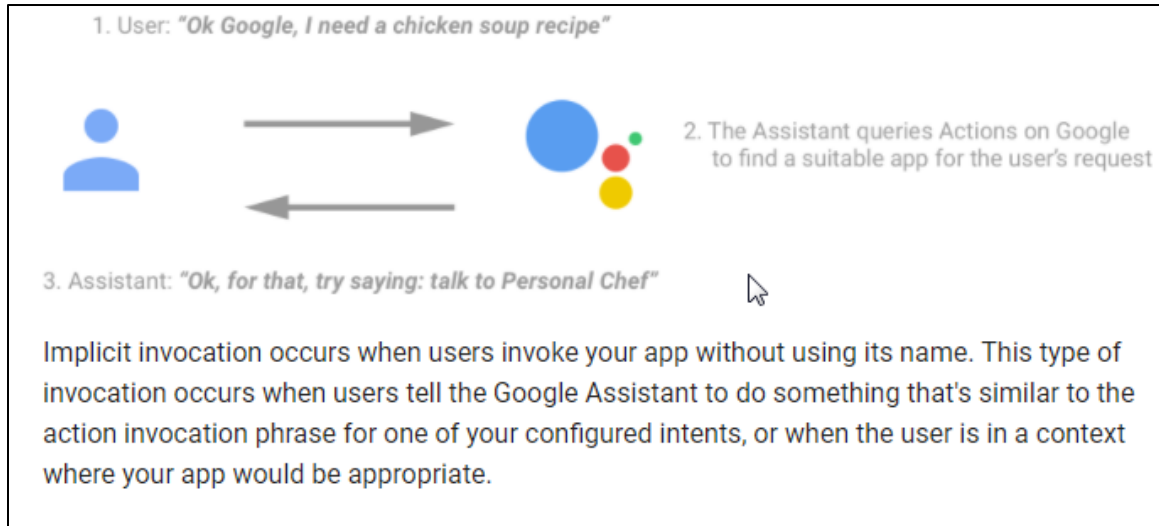 1. User: “Ok Google, I need a chicken soup recipe”
2. The Assistant queries Actions on Google
to find a suitable app for the user’s request
3. Assistant: “Ok, for that, try saying: talk to Personal Chef”
Implicit invocation occurs when users invoke your app without using its name. This type of
invocation occurs when users tell the Google Assistant to do something that's similar to the
action invocation phrase for one of your configured intents, or when the user is in a context
where your app would be appropriate.